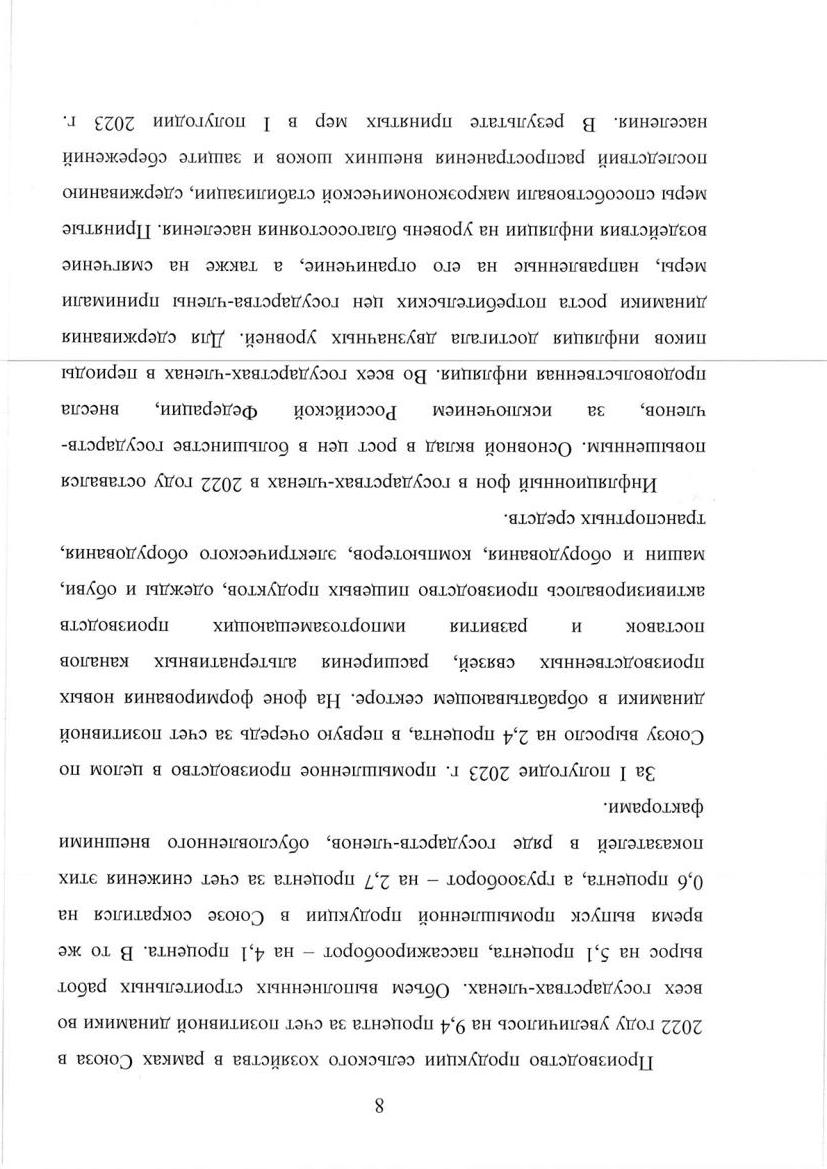 8
Производство продукции сельского хозяйства в рамках Союза в
2022 году увеличилось на 9,4 процента за счет позитивной динамики во
всех государствах-членах. Объем выполненных строительных работ
вырос на 5,1 процента, пассажирооборот – на 4,1 процента. В то же
время выпуск промышленной продукции в Союзе сократился на
0,6 процента, а грузооборот – на 2,7 процента за счет снижения этих
показателей в ряде государств-членов, обусловленного внешними
факторами.
За I полугодие 2023 г. промышленное производство в целом по
Союзу выросло на 2,4 процента, в первую очередь за счет позитивной
динамики в обрабатывающем секторе. На фоне формирования новых
производственных связей, расширения альтернативных каналов
поставок и развития импортозамещающих производств
активизировалось производство пищевых продуктов, одежды и обуви,
машин и оборудования, компьютеров, электрического оборудования,
транспортных средств.
Инфляционный фон в государствах-членах в 2022 году оставался
повышенным. Основной вклад в рост цен в большинстве государств-
членов, за исключением Российской Федерации, внесла
продовольственная инфляция. Во всех государствах-членах в периоды
пиков инфляция достигала двузначных уровней. Для сдерживания
динамики роста потребительских цен государства-члены принимали
меры, направленные на его ограничение, а также на смягчение
воздействия инфляции на уровень благосостояния населения. Принятые
меры способствовали макроэкономической стабилизации, сдерживанию
последствий распространения внешних шоков и защите сбережений
населения. В результате принятых мер в I полугодии 2023 г.